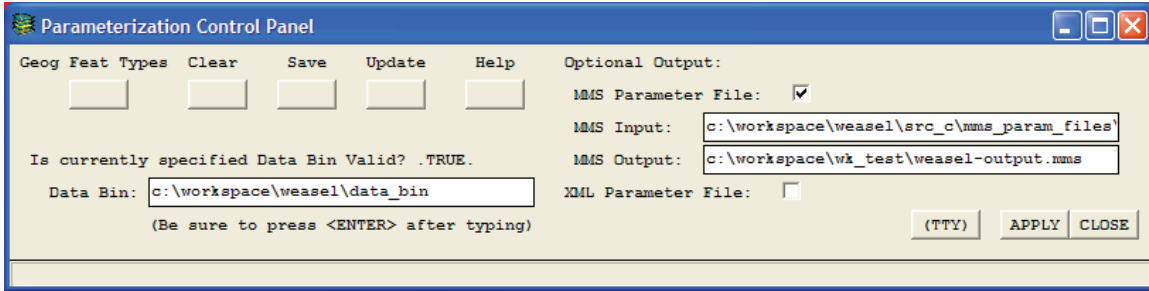 Parameterization Control Panel
Geog Feat Types Clear Save Update Help
Optional Output:
MMS Parameter File:
MMS Input: c:\workspace\weasel\src_c\mms_param_files\
Is currently specified Data Bin Valid? .TRUE.
MMS Output: c:\workspace\wk_test\weasel-output.mms
Data Bin: c:\workspace\weasel\data_bin
XML Parameter File:
(Be sure to press <ENTER> after typing)
(TTY) APPLY CLOSE